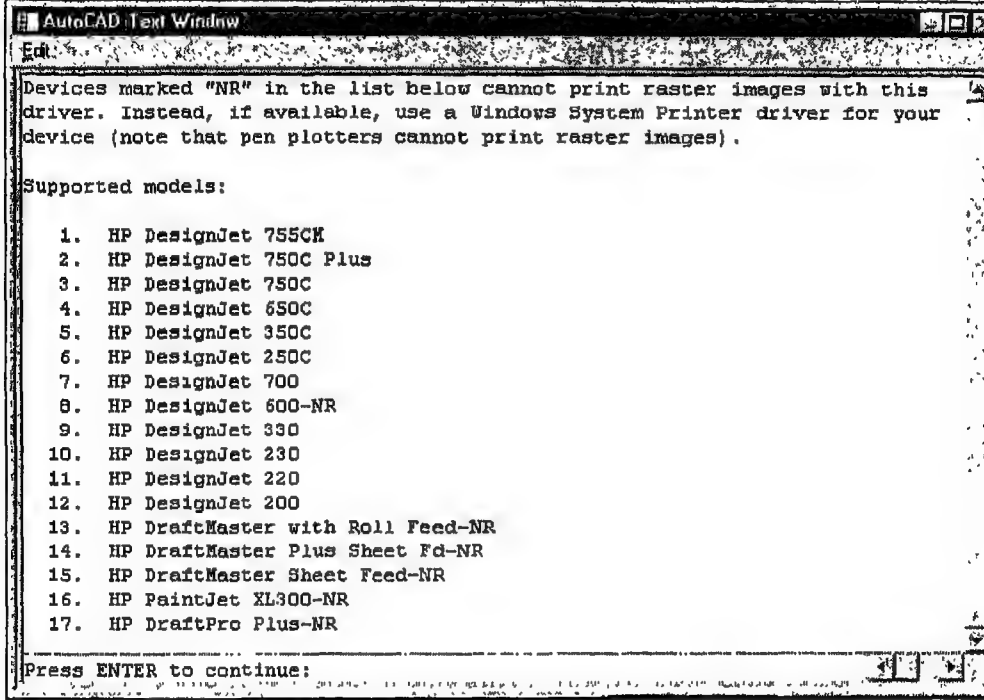 AutoCAD Text Window
Edit
Devices marked "NR" in the list below cannot print raster images with this
driver. Instead, if available, use a Windows System Printer driver for your
device (note that pen plotters cannot print raster images).
Supported models:
1. HP DesignJet 755CM
2. HP DesignJet 750C Plus
3. HP DesignJet 750C
4. HP DesignJet 650C
5. HP DesignJet 350C
6. HP DesignJet 250C
7. HP DesignJet 700
8. HP DesignJet 600-NR
9. HP DesignJet 330
10. HP DesignJet 230
11. HP DesignJet 220
12. HP DesignJet 200
13. HP DraftMaster with Roll Feed-NR
14. HP DraftMaster Plus Sheet Fd-NR
15. HP DraftMaster Sheet Feed-NR
16. HP PaintJet XL300-NR
17. HP DraftPro Plus-NR
Press ENTER to continue: